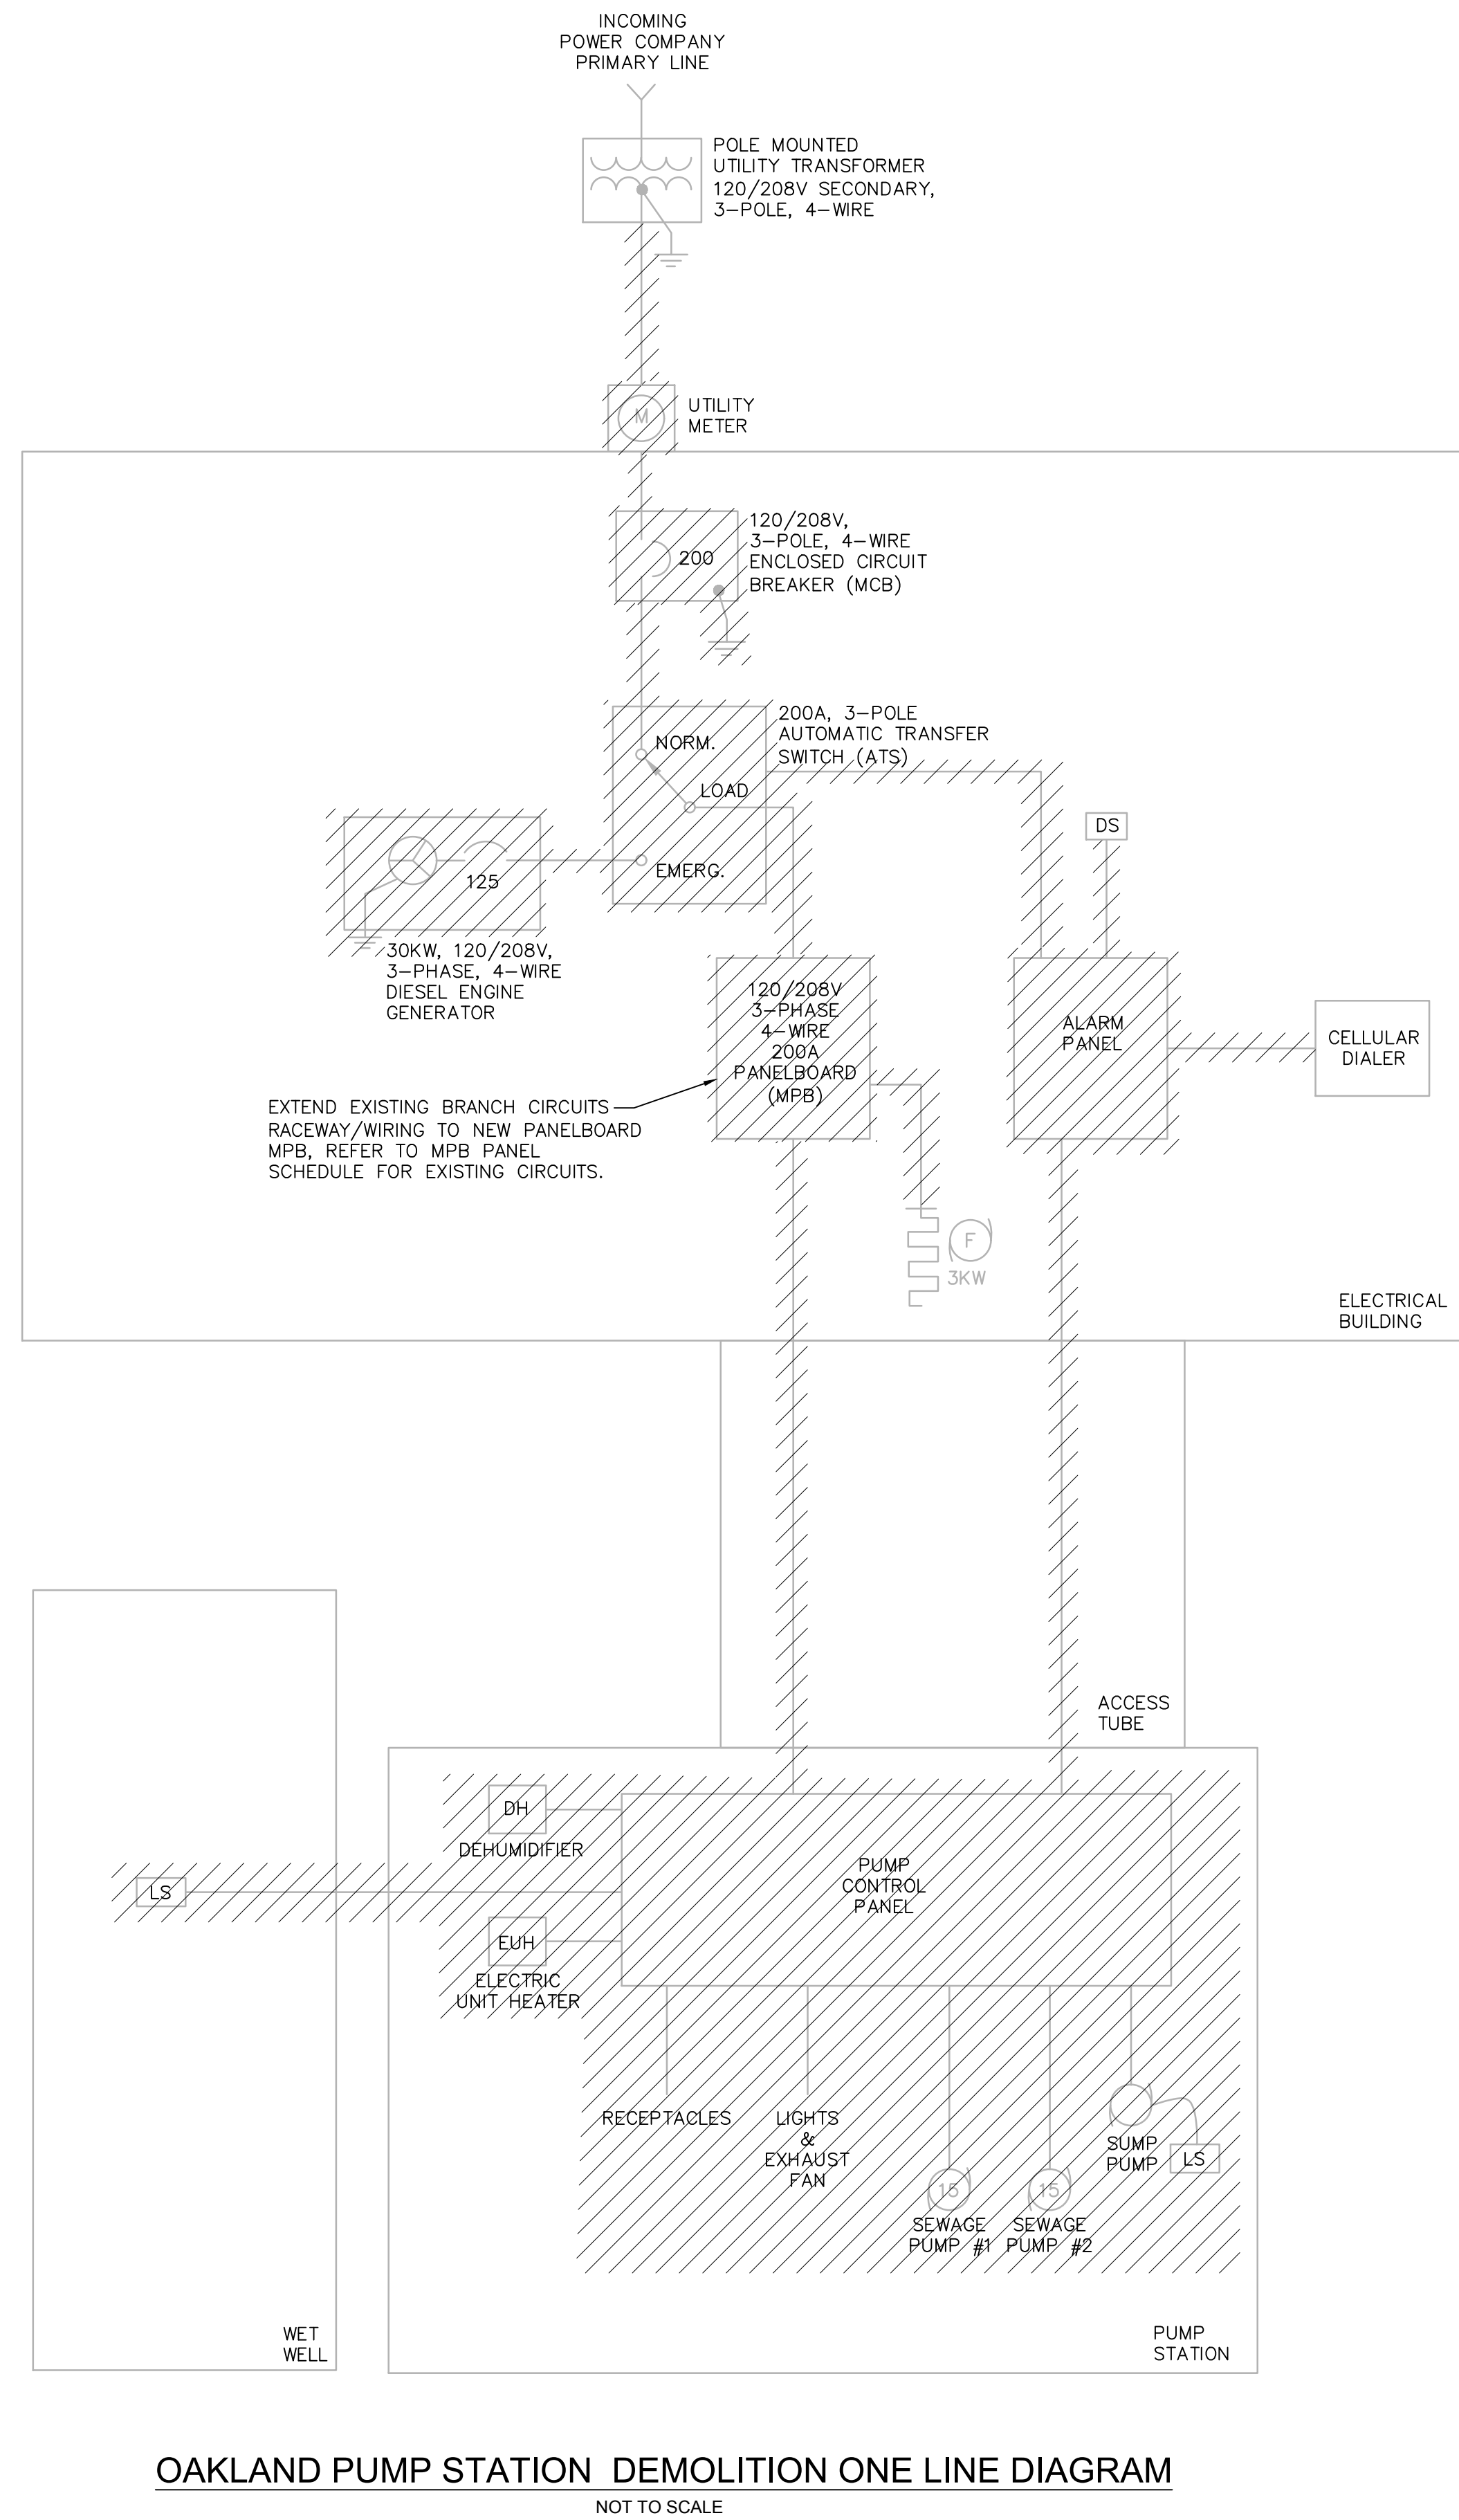 INCOMING
POWER COMPANY
PRIMARY LINE
POLE MOUNTED
UTILITY TRANSFORMER
120/208V SECONDARY,
3-POLE, 4-WIRE
M
UTILITY
METER
200
120/208V,
3-POLE, 4-WIRE
ENCLOSED CIRCUIT
BREAKER (MCB)
200A, 3-POLE
AUTOMATIC TRANSFER
SWITCH (ATS)
NORM.
LOAD
EMERG.
125
30KW, 120/208V,
3-PHASE, 4-WIRE
DIESEL ENGINE
GENERATOR
DS
120/208V
3-PHASE
4-WIRE
200A
PANELBOARD
(MPB)
ALARM
PANEL
CELLULAR
DIALER
EXTEND EXISTING BRANCH CIRCUITS
RACEWAY/WIRING TO NEW PANELBOARD
MPB, REFER TO MPB PANEL
SCHEDULE FOR EXISTING CIRCUITS.
F
3KW
ELECTRICAL
BUILDING
ACCESS
TUBE
DH
DEHUMIDIFIER
LS
EUH
ELECTRIC
UNIT HEATER
PUMP
CONTROL
PANEL
RECEPTACLES
LIGHTS
&
EXHAUST
FAN
15
SEWAGE
PUMP #1
15
SEWAGE
PUMP #2
SUMP
PUMP
LS
WET
WELL
PUMP
STATION
OAKLAND PUMP STATION DEMOLITION ONE LINE DIAGRAM
NOT TO SCALE